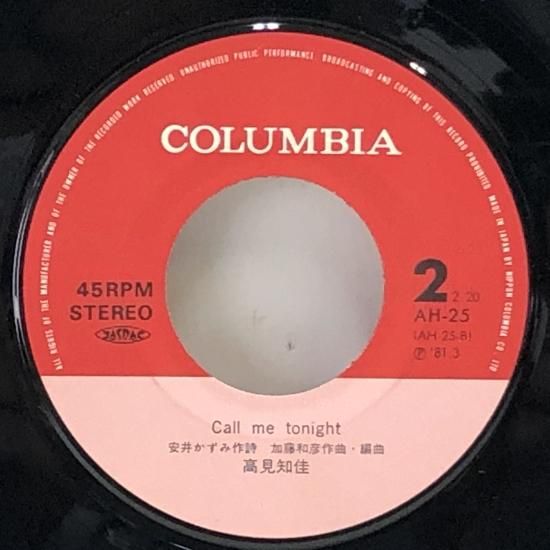 ALL RIGHTS OF THE MANUFACTURER AND OF THE OWNER OF THE RECORDED WORK RESERVED. UNAUTHORIZED PUBLIC PERFORMANCE, BROADCASTING AND COPYING OF THIS RECORD PROHIBITED. MADE IN JAPAN BY NIPPON COLUMBIA CO., LTD
COLUMBIA
45RPM
STEREO
JASRAC
2 2.20
AH-25
(AH-25-B)
Ⓟ '81.3
Call me tonight
安井かずみ作詩 加藤和彦作曲・編曲
高見知佳